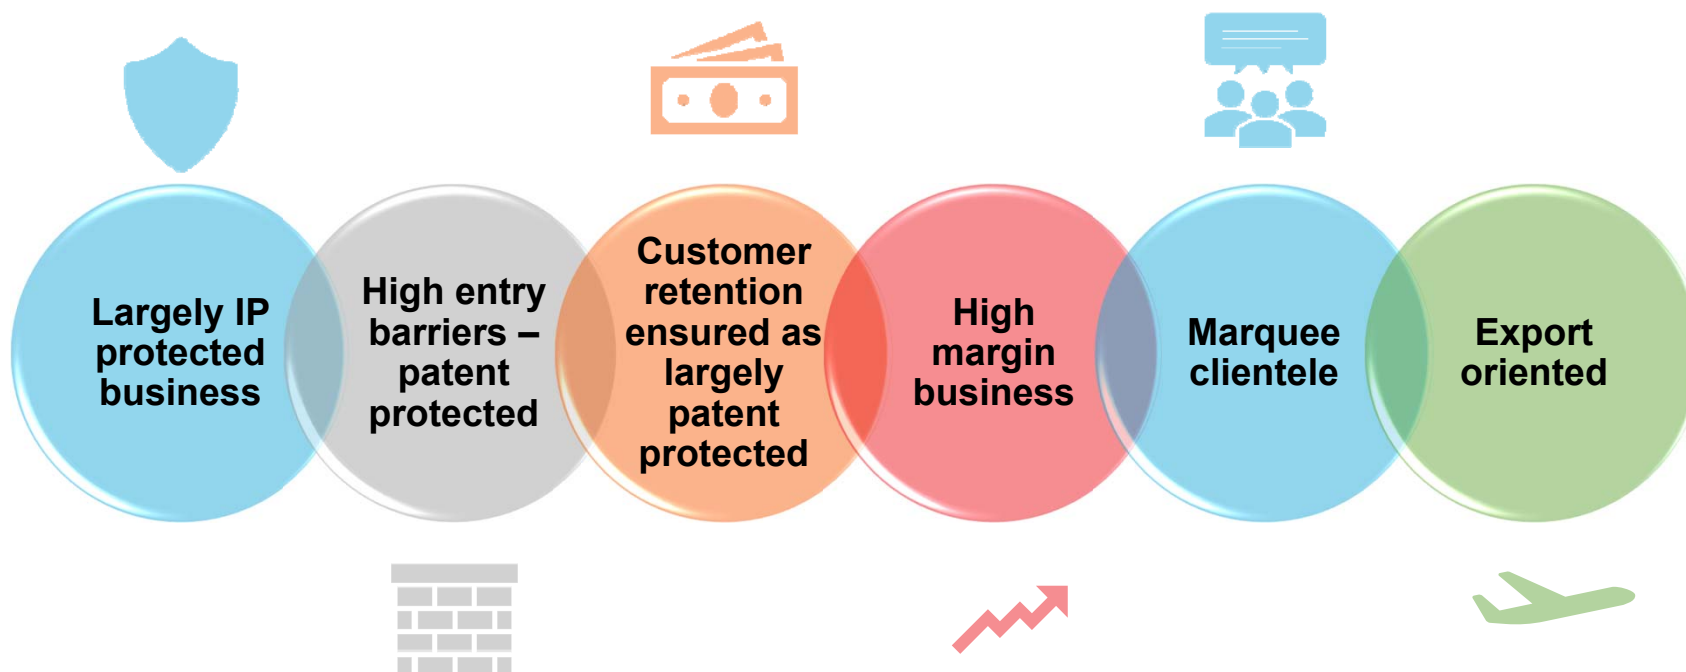 Largely IP
protected
business
High entry
barriers –
patent
protected
Customer
retention
ensured as
largely
patent
protected
High
margin
business
Marquee
clientele
Export
oriented